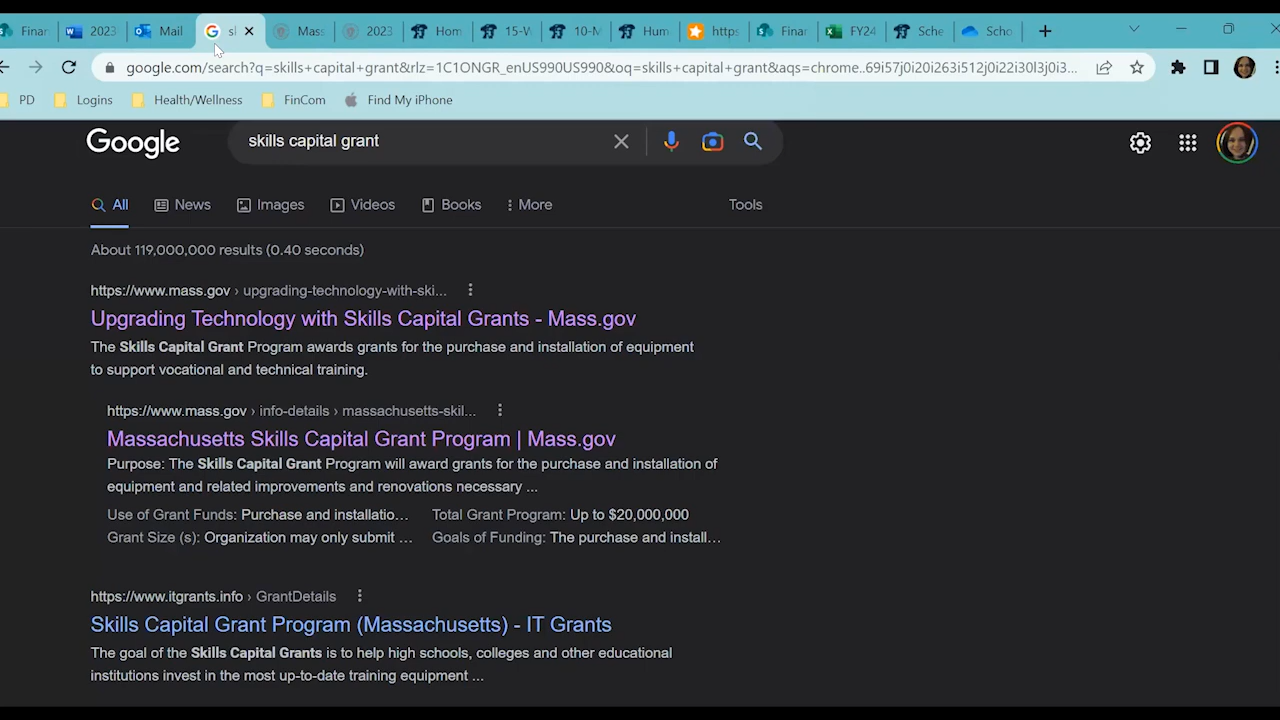 Finar
2023
Mail
sk
Mass
2023
Hom
15-W
10-M
Hum
https
Finar
FY24
Sche
Scho
google.com/search?q=skills+capital+grant&rlz=1C1ONGR_enUS990US990&oq=skills+capital+grant&aqs=chrome..69i57j0i20i263i512j0i22i30l3j0i3...
PD
Logins
Health/Wellness
FinCom
Find My iPhone
Google
skills capital grant
All
News
Images
Videos
Books
More
Tools
About 119,000,000 results (0.40 seconds)
https://www.mass.gov › upgrading-technology-with-ski...
Upgrading Technology with Skills Capital Grants - Mass.gov
The Skills Capital Grant Program awards grants for the purchase and installation of equipment
to support vocational and technical training.
https://www.mass.gov › info-details › massachusetts-skil...
Massachusetts Skills Capital Grant Program | Mass.gov
Purpose: The Skills Capital Grant Program will award grants for the purchase and installation of
equipment and related improvements and renovations necessary ...
Use of Grant Funds: Purchase and installatio... Total Grant Program: Up to $20,000,000
Grant Size (s): Organization may only submit ... Goals of Funding: The purchase and install...
https://www.itgrants.info › GrantDetails
Skills Capital Grant Program (Massachusetts) - IT Grants
The goal of the Skills Capital Grants is to help high schools, colleges and other educational
institutions invest in the most up-to-date training equipment ...